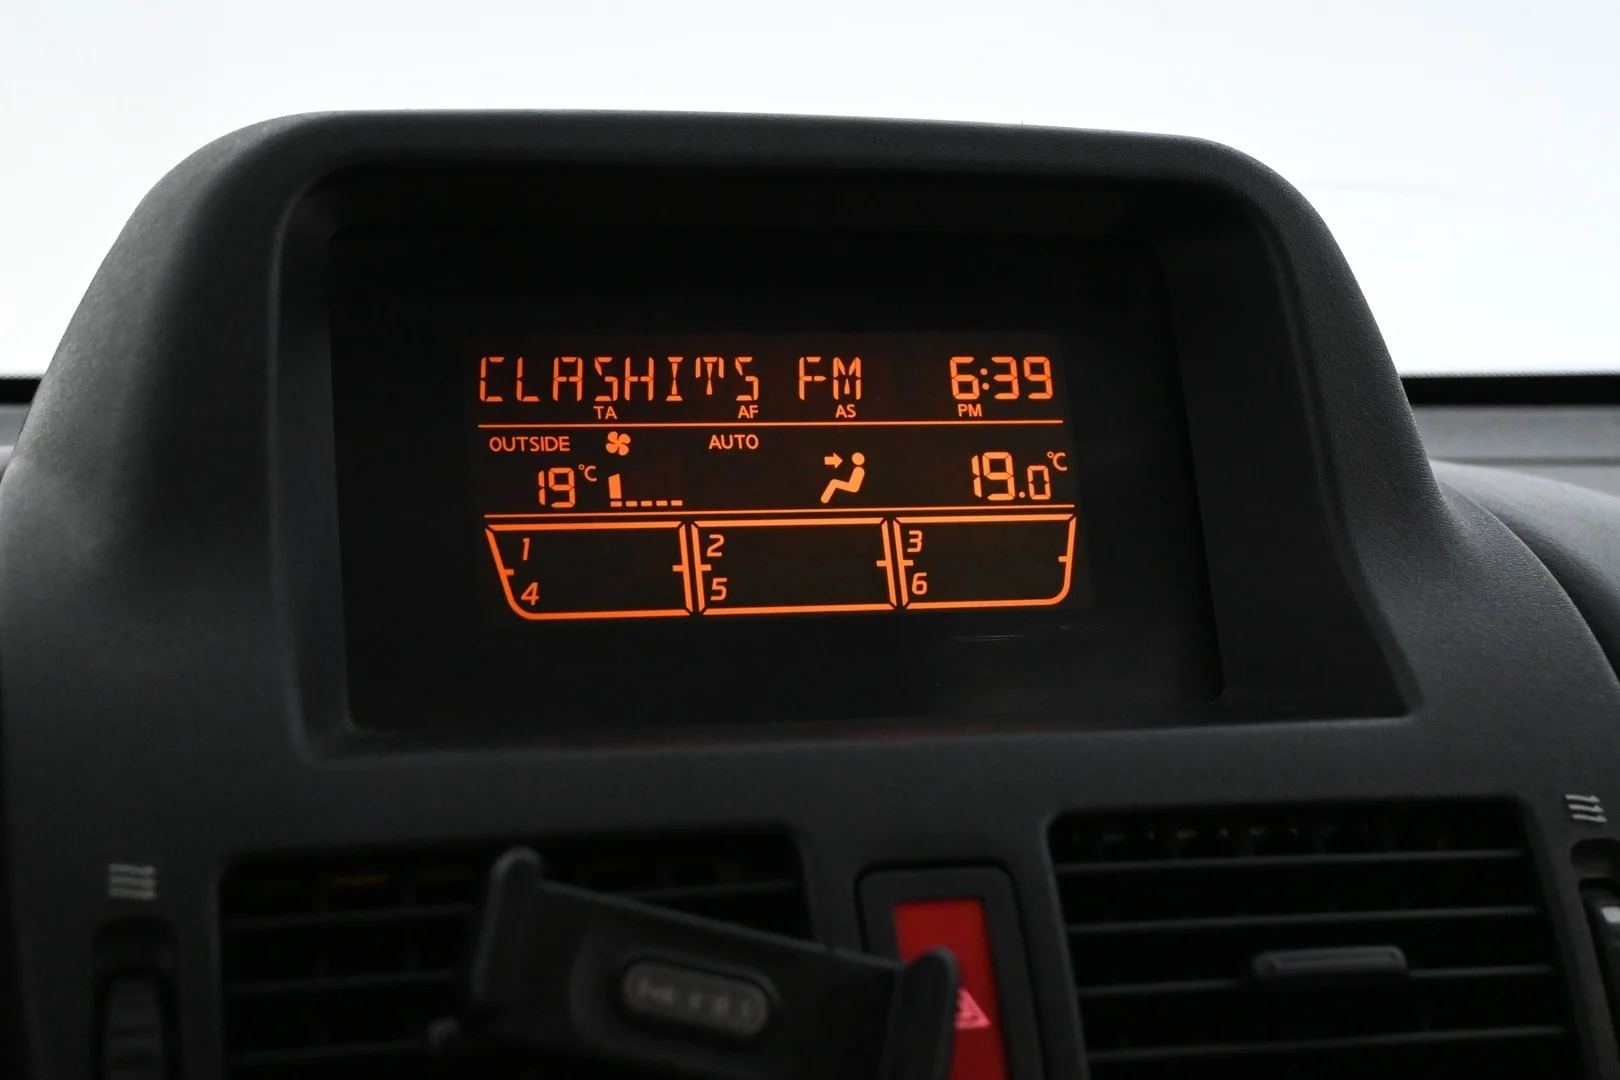 CLASHITS FM 6:39
TA AF AS PM
OUTSIDE AUTO
19°C 19.0°C
1 2 3
4 5 6